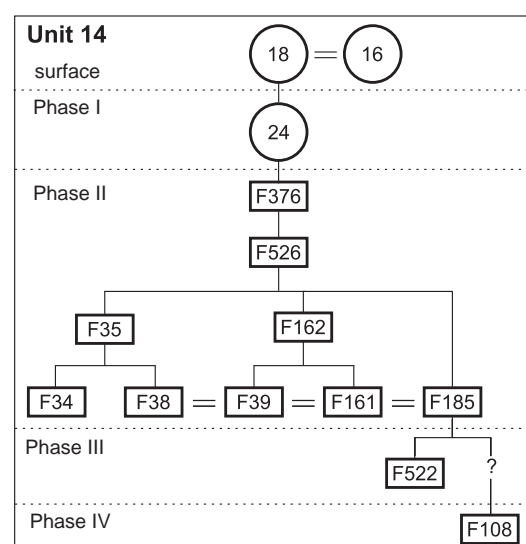 Unit 14
18 = 16
surface
Phase I
24
Phase II
F376
F526
F35 F162
F34 F38 = F39 = F161 = F185
Phase III
F522 ?
Phase IV
F108